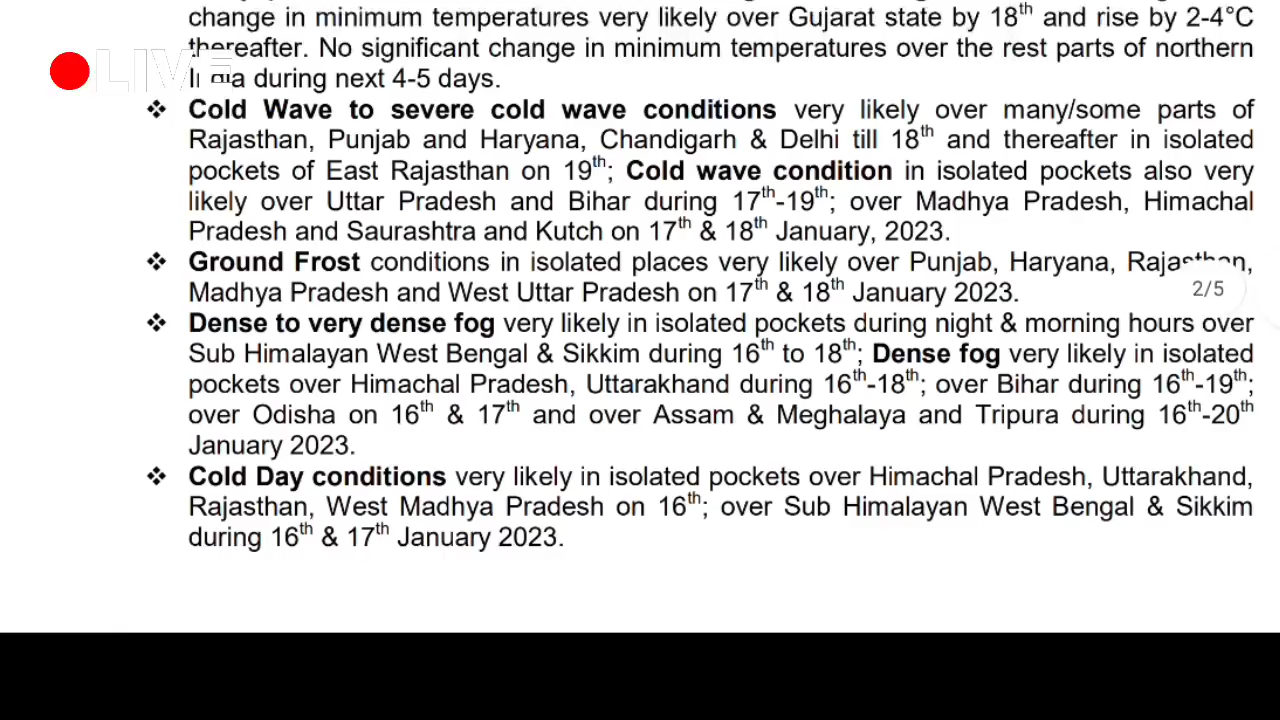 change in minimum temperatures very likely over Gujarat state by 18th and rise by 2-4°C
LIVE
thereafter. No significant change in minimum temperatures over the rest parts of northern
India during next 4-5 days.
❖ Cold Wave to severe cold wave conditions very likely over many/some parts of
Rajasthan, Punjab and Haryana, Chandigarh & Delhi till 18th and thereafter in isolated
pockets of East Rajasthan on 19th; Cold wave condition in isolated pockets also very
likely over Uttar Pradesh and Bihar during 17th-19th; over Madhya Pradesh, Himachal
Pradesh and Saurashtra and Kutch on 17th & 18th January, 2023.
❖ Ground Frost conditions in isolated places very likely over Punjab, Haryana, Rajasthan,
Madhya Pradesh and West Uttar Pradesh on 17th & 18th January 2023.
2/5
❖ Dense to very dense fog very likely in isolated pockets during night & morning hours over
Sub Himalayan West Bengal & Sikkim during 16th to 18th; Dense fog very likely in isolated
pockets over Himachal Pradesh, Uttarakhand during 16th-18th; over Bihar during 16th-19th;
over Odisha on 16th & 17th and over Assam & Meghalaya and Tripura during 16th-20th
January 2023.
❖ Cold Day conditions very likely in isolated pockets over Himachal Pradesh, Uttarakhand,
Rajasthan, West Madhya Pradesh on 16th; over Sub Himalayan West Bengal & Sikkim
during 16th & 17th January 2023.